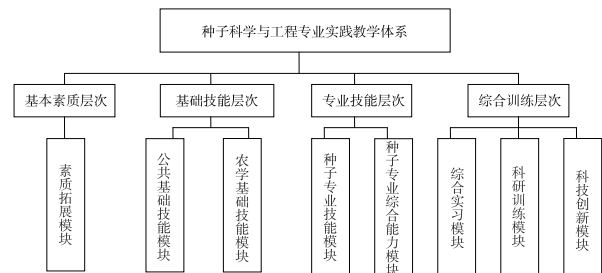 种子科学与工程专业实践教学体系
基本素质层次
基础技能层次
专业技能层次
综合训练层次
素质拓展模块
公共基础技能模块
农学基础技能模块
种子专业技能模块
种子专业综合能力模块
综合实习模块
科研训练模块
科技创新模块